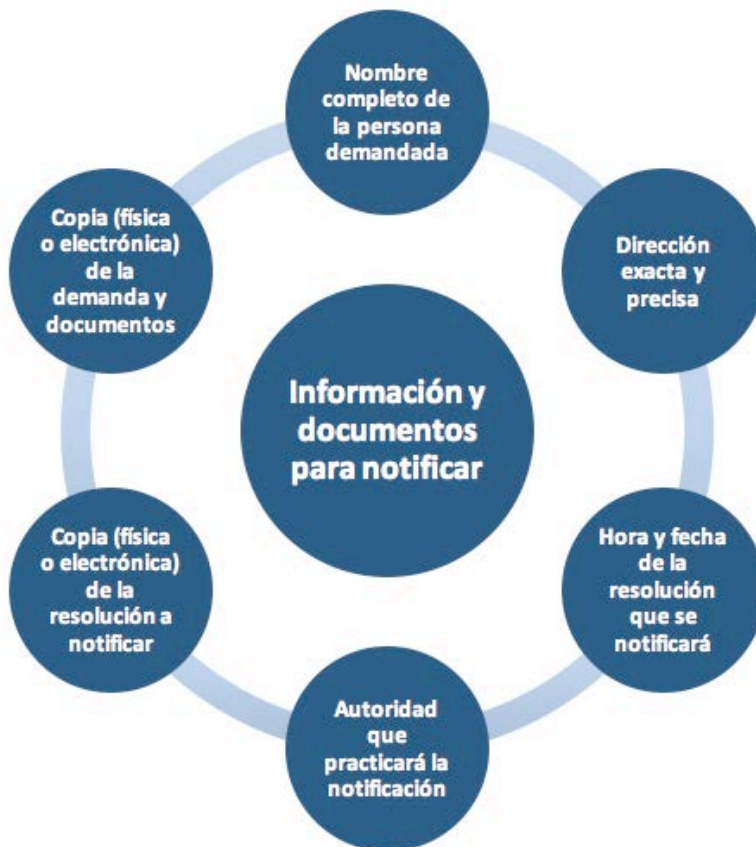 Nombre
completo de
la persona
demandada
Dirección
exacta y
precisa
Hora y fecha
de la
resolución
que se
notificará
Autoridad
que
practicará la
notificación
Copia (física
o electrónica)
de la
resolución a
notificar
Copia (física
o electrónica)
de la
demanda y
documentos
Información y
documentos
para notificar